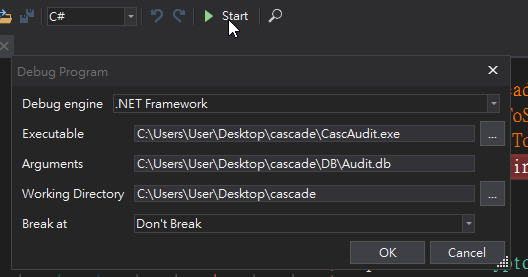 C#
Start
Debug Program
Debug engine .NET Framework
Executable C:\Users\User\Desktop\cascade\CascAudit.exe ...
Arguments C:\Users\User\Desktop\cascade\DB\Audit.db
Working Directory C:\Users\User\Desktop\cascade ...
Break at Don't Break
OK Cancel